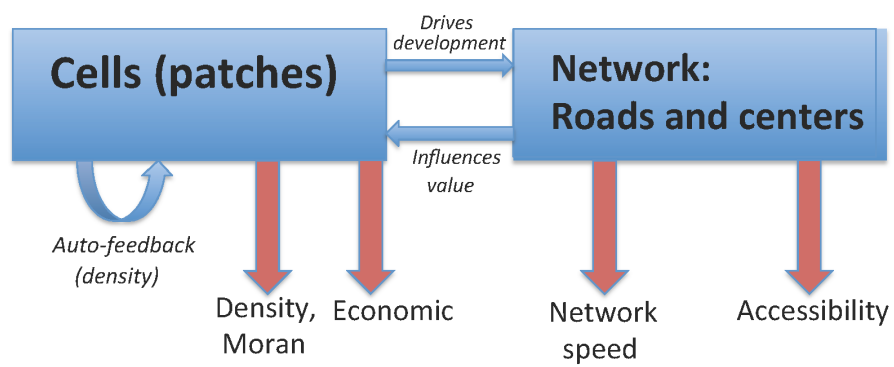 Drives
development
Cells (patches)
Network:
Roads and centers
Influences
value
Auto-feedback
(density)
Density,
Moran
Economic
Network
speed
Accessibility